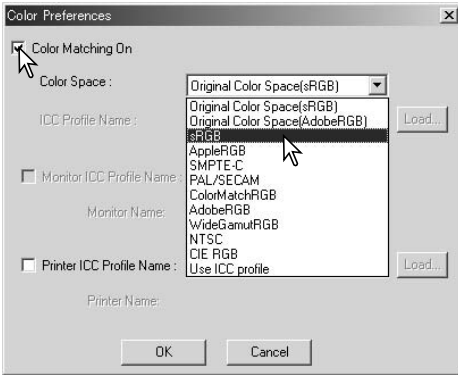 Color Preferences
Color Matching On
Color Space :
Original Color Space(sRGB)
Original Color Space(sRGB)
Original Color Space(AdobeRGB)
sRGB
AppleRGB
SMPTE-C
PAL/SECAM
ColorMatchRGB
AdobeRGB
WideGamutRGB
NTSC
CIE RGB
Use ICC profile
ICC Profile Name :
Load...
Monitor ICC Profile Name :
Monitor Name:
Printer ICC Profile Name :
Load...
Printer Name:
OK
Cancel